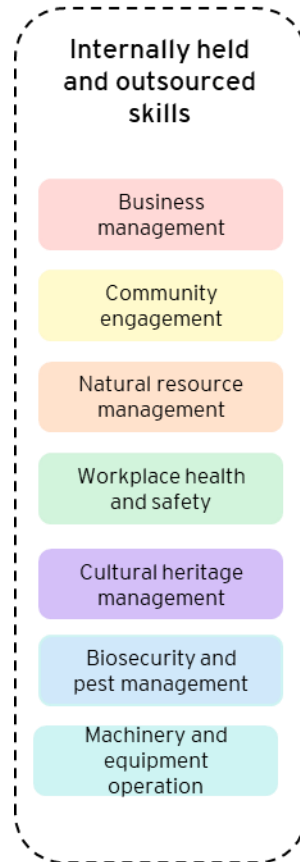 Internally held
and outsourced
skills
Business
management
Community
engagement
Natural resource
management
Workplace health
and safety
Cultural heritage
management
Biosecurity and
pest management
Machinery and
equipment
operation